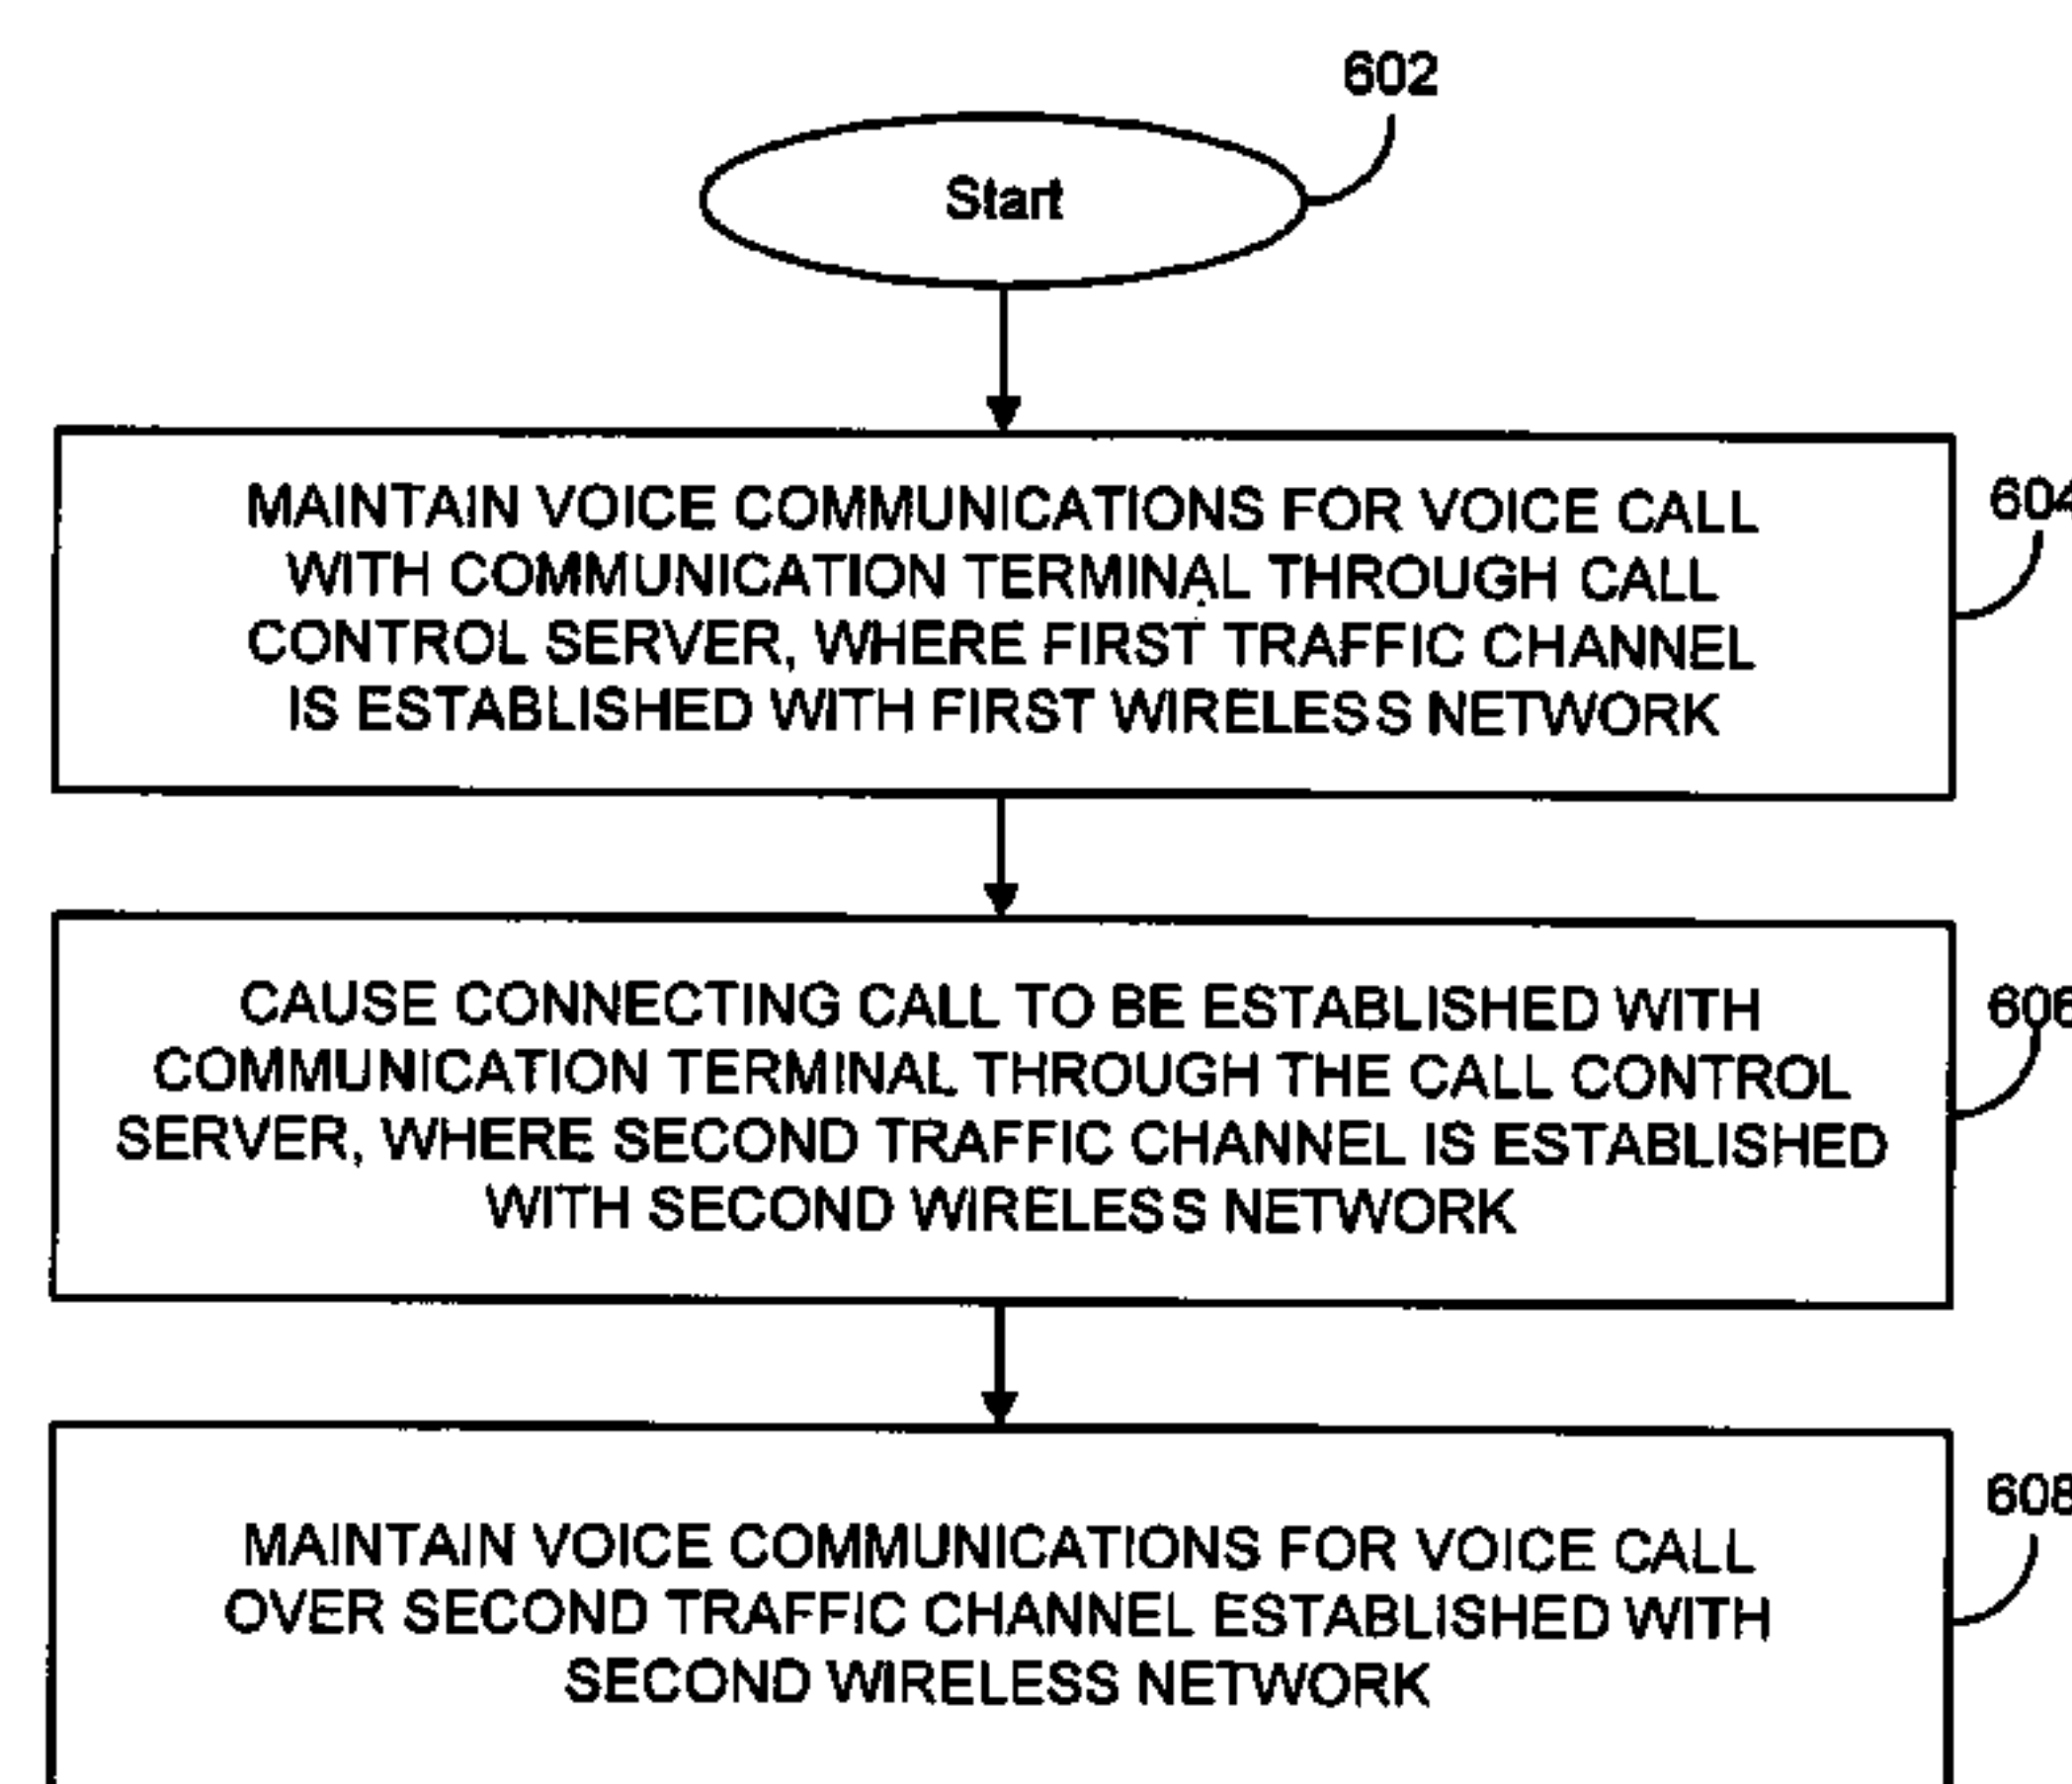 602
Start
MAINTAIN VOICE COMMUNICATIONS FOR VOICE CALL
WITH COMMUNICATION TERMINAL THROUGH CALL
CONTROL SERVER, WHERE FIRST TRAFFIC CHANNEL
IS ESTABLISHED WITH FIRST WIRELESS NETWORK
604
CAUSE CONNECTING CALL TO BE ESTABLISHED WITH
COMMUNICATION TERMINAL THROUGH THE CALL CONTROL
SERVER, WHERE SECOND TRAFFIC CHANNEL IS ESTABLISHED
WITH SECOND WIRELESS NETWORK
606
MAINTAIN VOICE COMMUNICATIONS FOR VOICE CALL
OVER SECOND TRAFFIC CHANNEL ESTABLISHED WITH
SECOND WIRELESS NETWORK
608